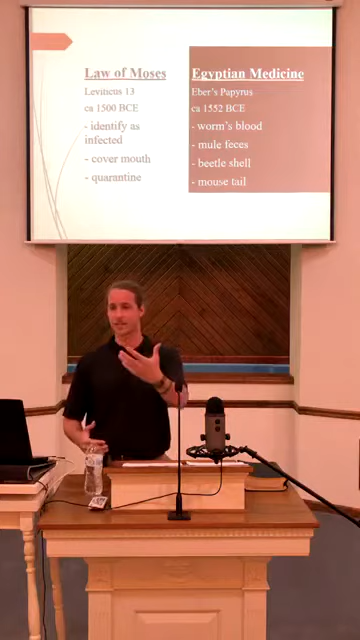 Law of Moses
Leviticus 13
ca 1500 BCE
- identify as
infected
- cover mouth
- quarantine
Egyptian Medicine
Eber's Papyrus
ca 1552 BCE
- worm's blood
- mule feces
- beetle shell
- mouse tail